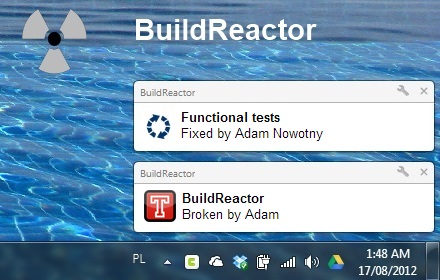 BuildReactor
BuildReactor
Functional tests
Fixed by Adam Nowotny
BuildReactor
T BuildReactor
Broken by Adam
PL
1:48 AM
17/08/2012